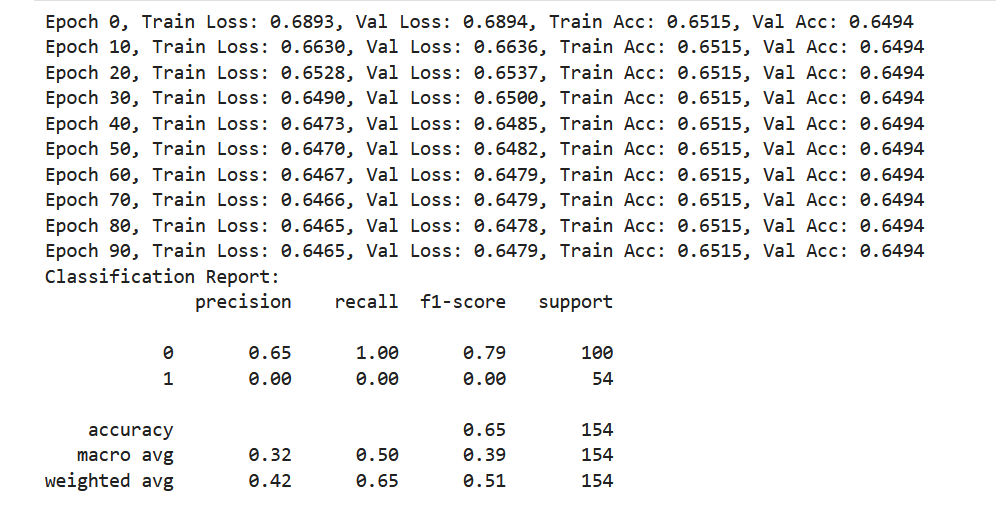 Epoch 0, Train Loss: 0.6893, Val Loss: 0.6894, Train Acc: 0.6515, Val Acc: 0.6494
Epoch 10, Train Loss: 0.6630, Val Loss: 0.6636, Train Acc: 0.6515, Val Acc: 0.6494
Epoch 20, Train Loss: 0.6528, Val Loss: 0.6537, Train Acc: 0.6515, Val Acc: 0.6494
Epoch 30, Train Loss: 0.6490, Val Loss: 0.6500, Train Acc: 0.6515, Val Acc: 0.6494
Epoch 40, Train Loss: 0.6473, Val Loss: 0.6485, Train Acc: 0.6515, Val Acc: 0.6494
Epoch 50, Train Loss: 0.6470, Val Loss: 0.6482, Train Acc: 0.6515, Val Acc: 0.6494
Epoch 60, Train Loss: 0.6467, Val Loss: 0.6479, Train Acc: 0.6515, Val Acc: 0.6494
Epoch 70, Train Loss: 0.6466, Val Loss: 0.6479, Train Acc: 0.6515, Val Acc: 0.6494
Epoch 80, Train Loss: 0.6465, Val Loss: 0.6478, Train Acc: 0.6515, Val Acc: 0.6494
Epoch 90, Train Loss: 0.6465, Val Loss: 0.6479, Train Acc: 0.6515, Val Acc: 0.6494
Classification Report:
              precision    recall  f1-score   support
           0       0.65      1.00      0.79       100
           1       0.00      0.00      0.00        54
    accuracy                           0.65       154
   macro avg       0.32      0.50      0.39       154
weighted avg       0.42      0.65      0.51       154